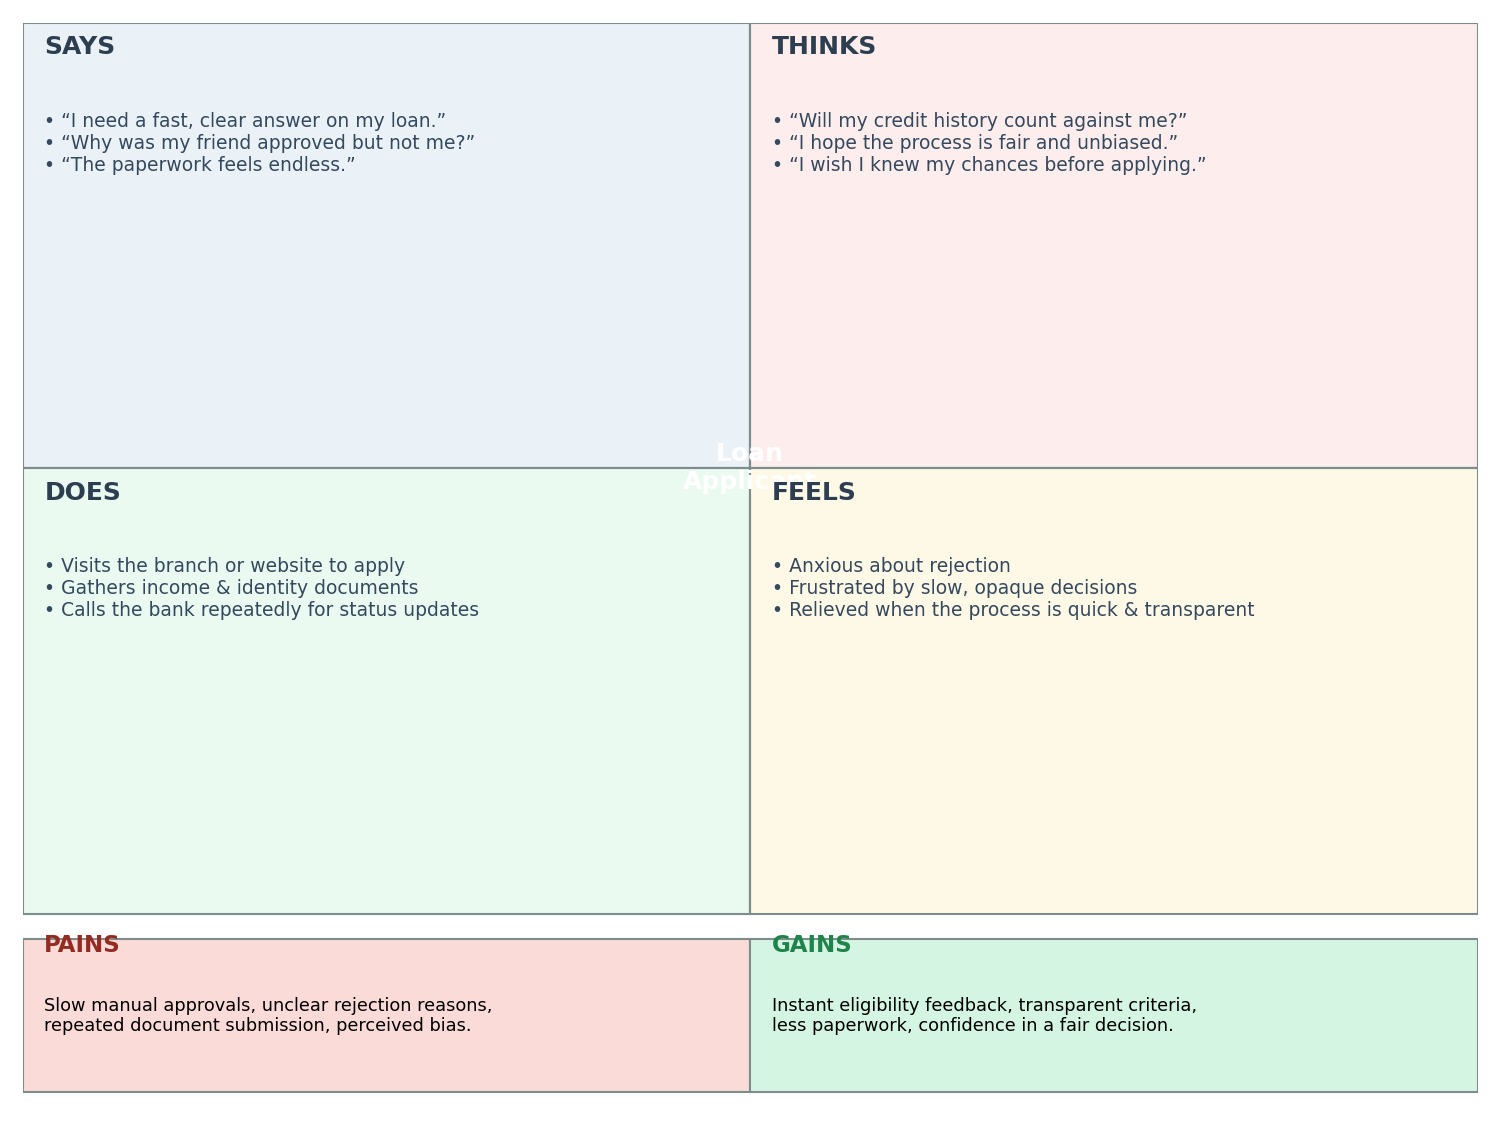 SAYS
• “I need a fast, clear answer on my loan.”
• “Why was my friend approved but not me?”
• “The paperwork feels endless.”
THINKS
• “Will my credit history count against me?”
• “I hope the process is fair and unbiased.”
• “I wish I knew my chances before applying.”
Loan
DOES
• Visits the branch or website to apply
• Gathers income & identity documents
• Calls the bank repeatedly for status updates
FEELS
• Anxious about rejection
• Frustrated by slow, opaque decisions
• Relieved when the process is quick & transparent
PAINS
Slow manual approvals, unclear rejection reasons,
repeated document submission, perceived bias.
GAINS
Instant eligibility feedback, transparent criteria,
less paperwork, confidence in a fair decision.